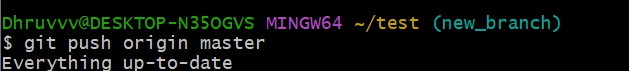 Dhruvvv@DESKTOP-N35OGVS MINGW64 ~/test (new_branch)
$ git push origin master
Everything up-to-date